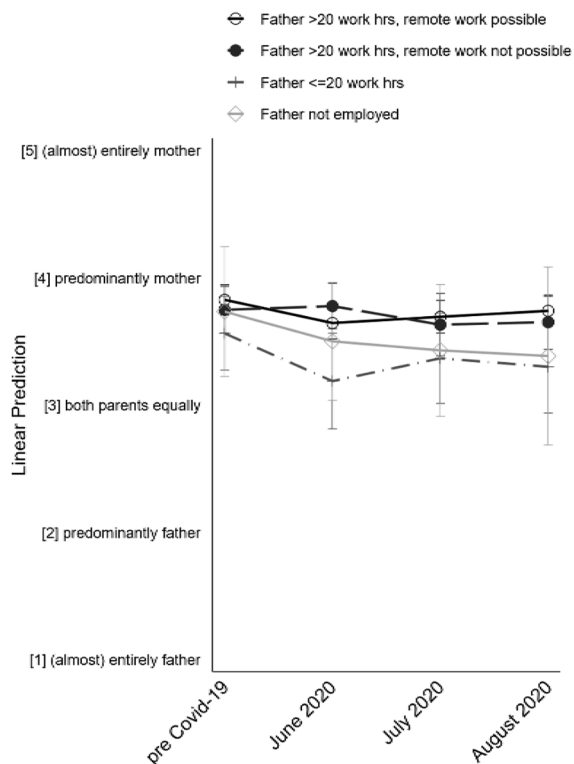 Father >20 work hrs, remote work possible
Father >20 work hrs, remote work not possible
Father <=20 work hrs
Father not employed
[5] (almost) entirely mother
[4] predominantly mother
[3] both parents equally
[2] predominantly father
[1] (almost) entirely father
Linear Prediction
pre Covid-19
June 2020
July 2020
August 2020